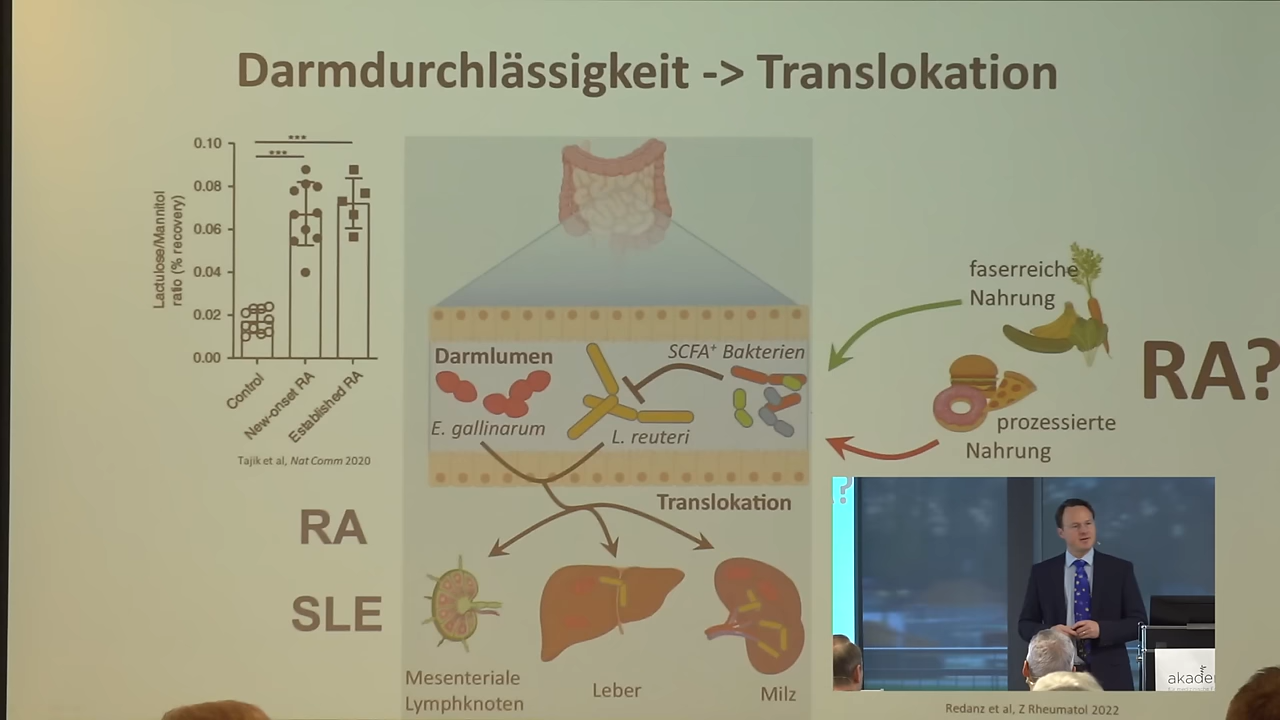 Darmdurchlässigkeit -> Translokation
0.10
0.08
0.06
0.04
0.02
0.00
Lactulose/Mannitol
ratio (% recovery)
***
***
Control
New-onset RA
Established RA
Tajik et al, Nat Comm 2020
RA
SLE
Darmlumen
SCFA⁺ Bakterien
E. gallinarum
L. reuteri
Translokation
Mesenteriale
Lymphknoten
Leber
Milz
faserreiche
Nahrung
prozessierte
Nahrung
RA?
?
akade
Redanz et al, Z Rheumatol 2022